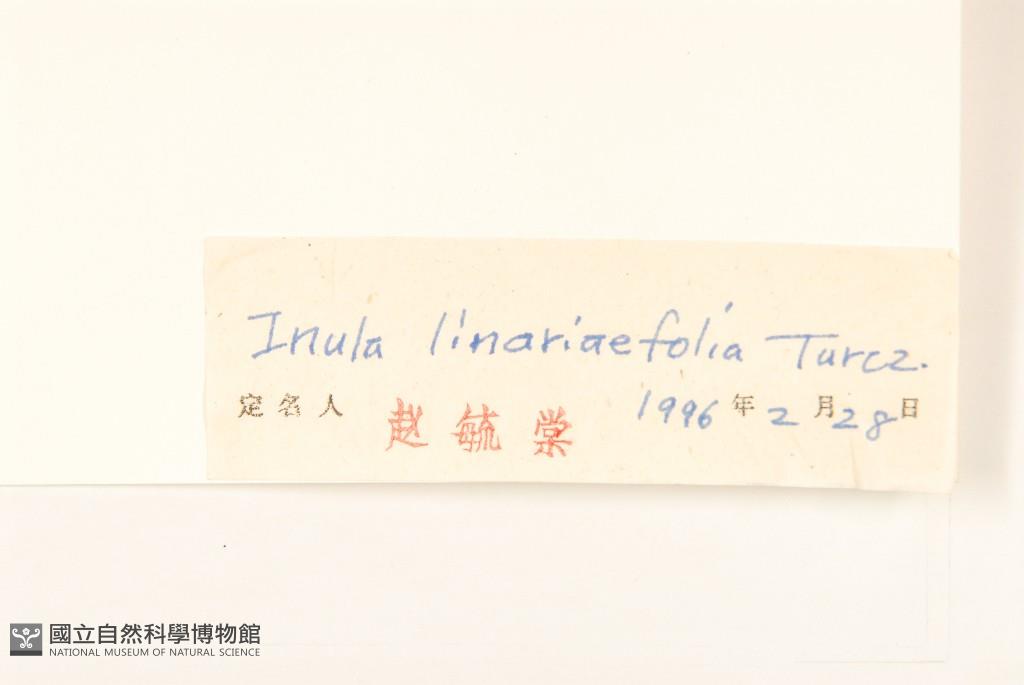 Inula linariaefolia Turcz.
定名人 赵毓棠 1996年2月28日
國立自然科學博物館
NATIONAL MUSEUM OF NATURAL SCIENCE